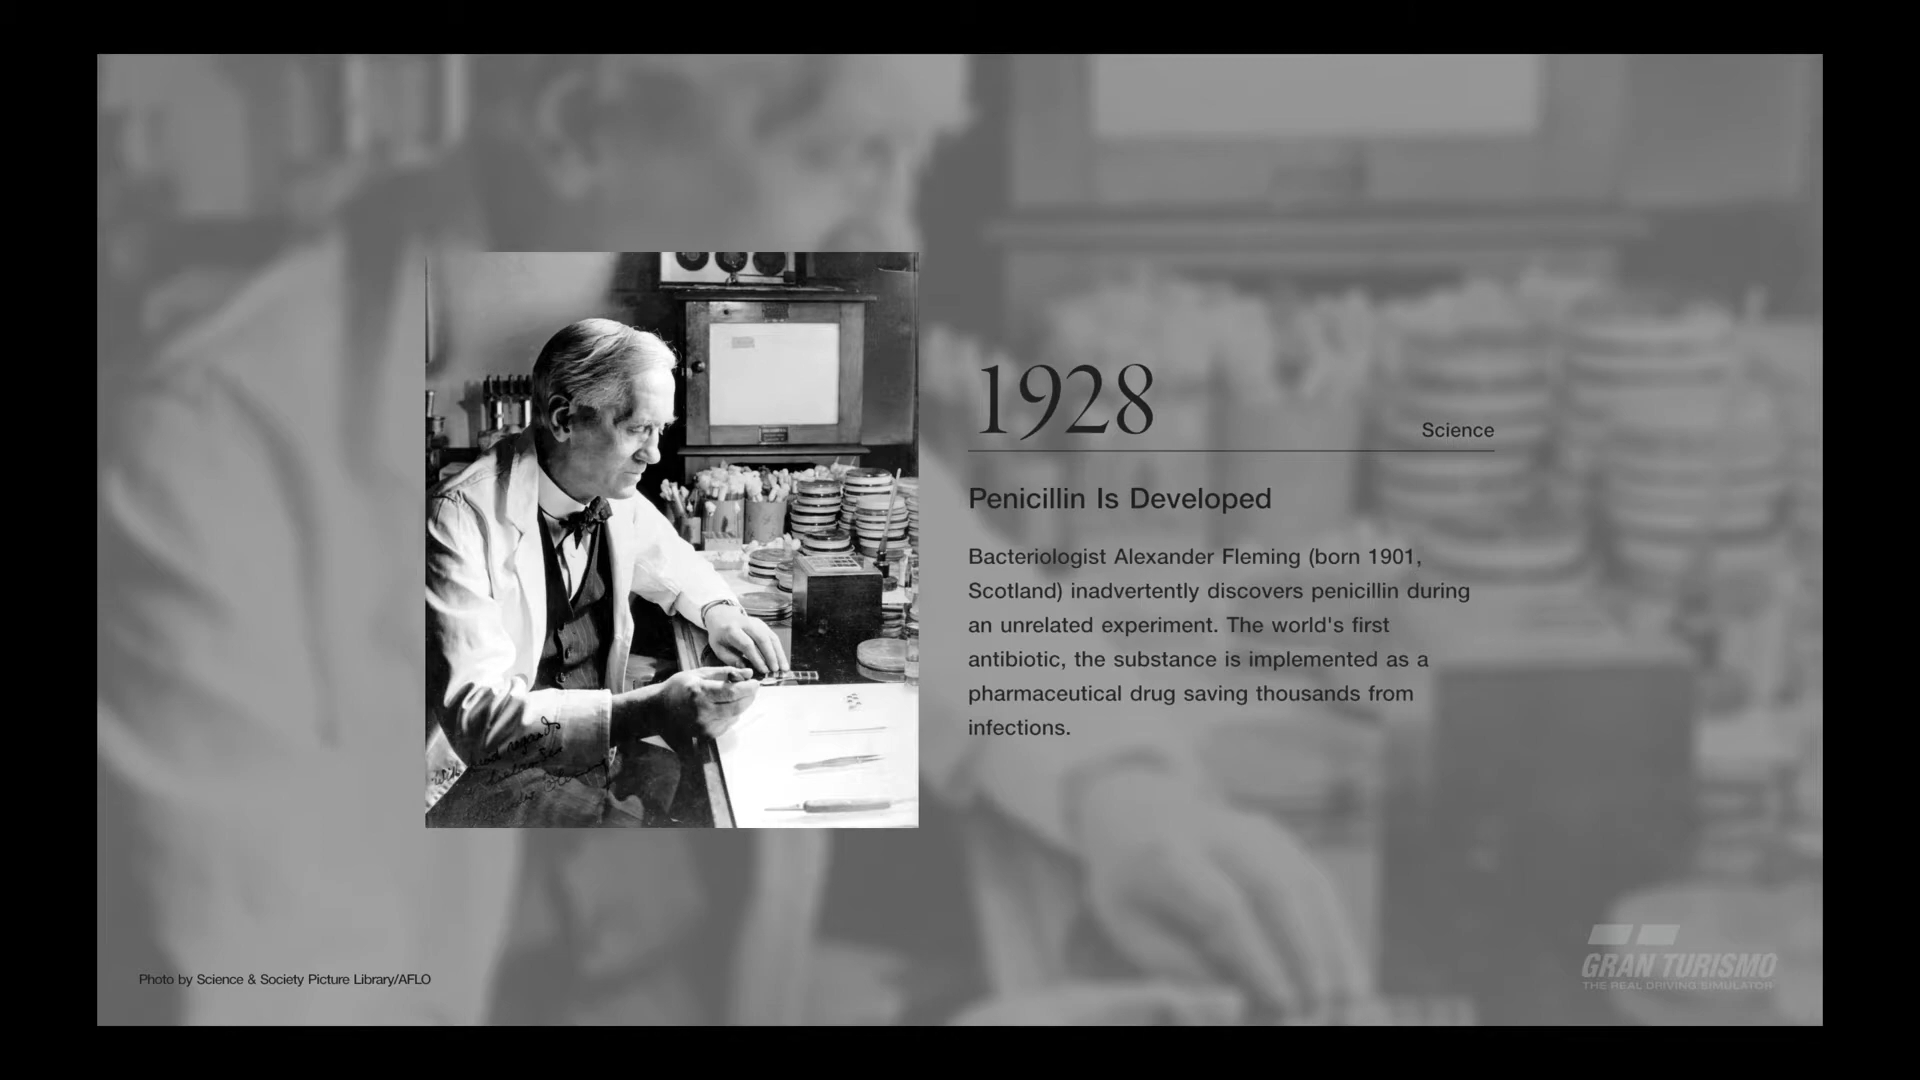 1928
Science
Penicillin Is Developed
Bacteriologist Alexander Fleming (born 1901,
Scotland) inadvertently discovers penicillin during
an unrelated experiment. The world's first
antibiotic, the substance is implemented as a
pharmaceutical drug saving thousands from
infections.
Photo by Science & Society Picture Library/AFLO
GRAN TURISMO
THE REAL DRIVING SIMULATOR